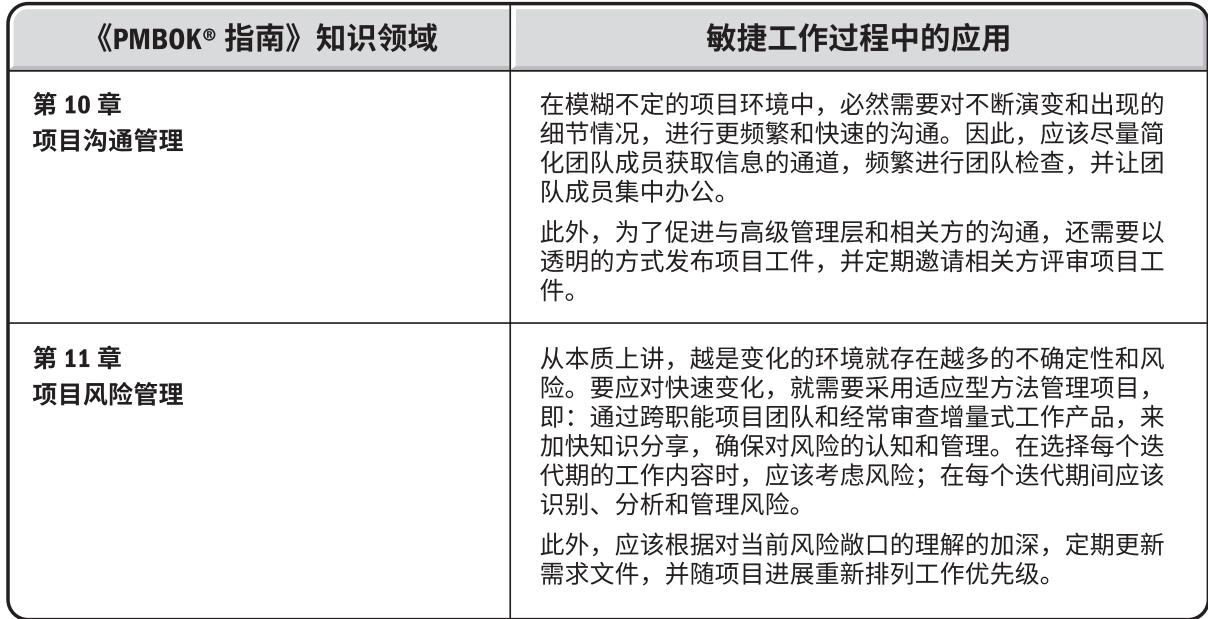 《PMBOK® 指南》知识领域
敏捷工作过程中的应用
第 10 章
项目沟通管理
在模糊不定的项目环境中，必然需要对不断演变和出现的
细节情况，进行更频繁和快速的沟通。因此，应该尽量简
化团队成员获取信息的通道，频繁进行团队检查，并让团
队成员集中办公。
此外，为了促进与高级管理层和相关方的沟通，还需要以
透明的方式发布项目工件，并定期邀请相关方评审项目工
件。
第 11 章
项目风险管理
从本质上讲，越是变化的环境就存在越多的不确定性和风
险。要应对快速变化，就需要采用适应型方法管理项目，
即：通过跨职能项目团队和经常审查增量式工作产品，来
加快知识分享，确保对风险的认知和管理。在选择每个迭
代期的工作内容时，应该考虑风险；在每个迭代期间应该
识别、分析和管理风险。
此外，应该根据对当前风险敞口的理解的加深，定期更新
需求文件，并随项目进展重新排列工作优先级。